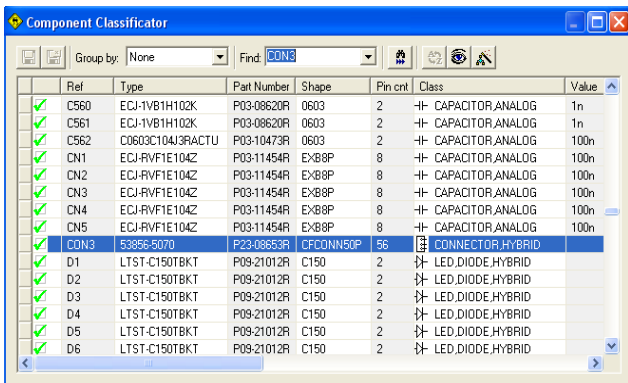 Component Classificator
Group by: None Find: CON3
Ref Type Part Number Shape Pin cnt Class Value
C560 ECJ-1VB1H102K P03-08620R 0603 2 CAPACITOR,ANALOG 1n
C561 ECJ-1VB1H102K P03-08620R 0603 2 CAPACITOR,ANALOG 1n
C562 C0603C104J3RACTU P03-10473R 0603 2 CAPACITOR,ANALOG 100n
CN1 ECJ-RVF1E104Z P03-11454R EXB8P 8 CAPACITOR,ANALOG 100n
CN2 ECJ-RVF1E104Z P03-11454R EXB8P 8 CAPACITOR,ANALOG 100n
CN3 ECJ-RVF1E104Z P03-11454R EXB8P 8 CAPACITOR,ANALOG 100n
CN4 ECJ-RVF1E104Z P03-11454R EXB8P 8 CAPACITOR,ANALOG 100n
CN5 ECJ-RVF1E104Z P03-11454R EXB8P 8 CAPACITOR,ANALOG 100n
CON3 53856-5070 P23-08653R CFCONN50P 56 CONNECTOR,HYBRID
D1 LTST-C150TBKT P09-21012R C150 2 LED,DIODE,HYBRID
D2 LTST-C150TBKT P09-21012R C150 2 LED,DIODE,HYBRID
D3 LTST-C150TBKT P09-21012R C150 2 LED,DIODE,HYBRID
D4 LTST-C150TBKT P09-21012R C150 2 LED,DIODE,HYBRID
D5 LTST-C150TBKT P09-21012R C150 2 LED,DIODE,HYBRID
D6 LTST-C150TBKT P09-21012R C150 2 LED,DIODE,HYBRID